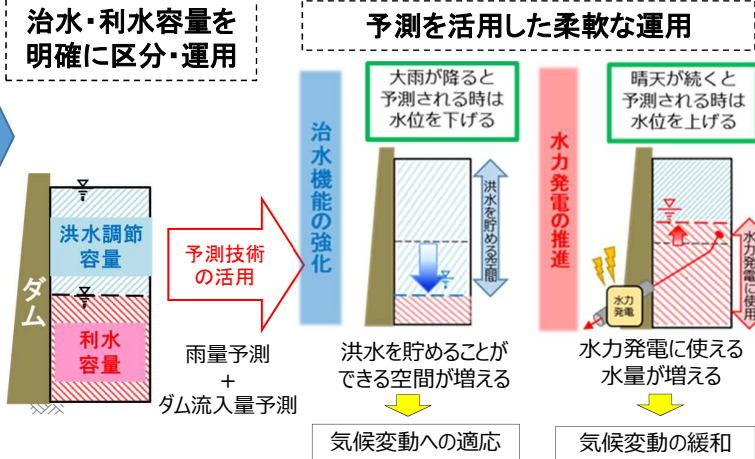 治水・利水容量を
明確に区分・運用
予測を活用した柔軟な運用
ダム
洪水調節
容量
利水
容量
予測技術
の活用
雨量予測
+
ダム流入量予測
治水機能の強化
大雨が降ると
予測される時は
水位を下げる
洪水を貯める空間
洪水を貯めることが
できる空間が増える
気候変動への適応
水力発電の推進
晴天が続くと
予測される時は
水位を上げる
水力
発電
水力発電に使用
水力発電に使える
水量が増える
気候変動の緩和